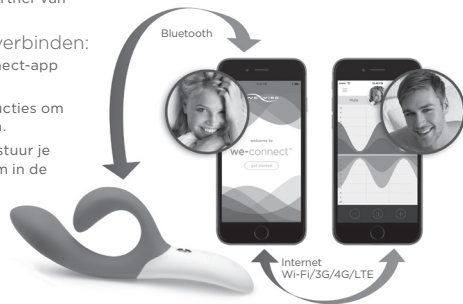 rtner van
verbinden:
nect-app
ucties om
n.
stuur je
m in de
Bluetooth
welcome to
we-connect™
get started
Internet
Wi-Fi/3G/4G/LTE